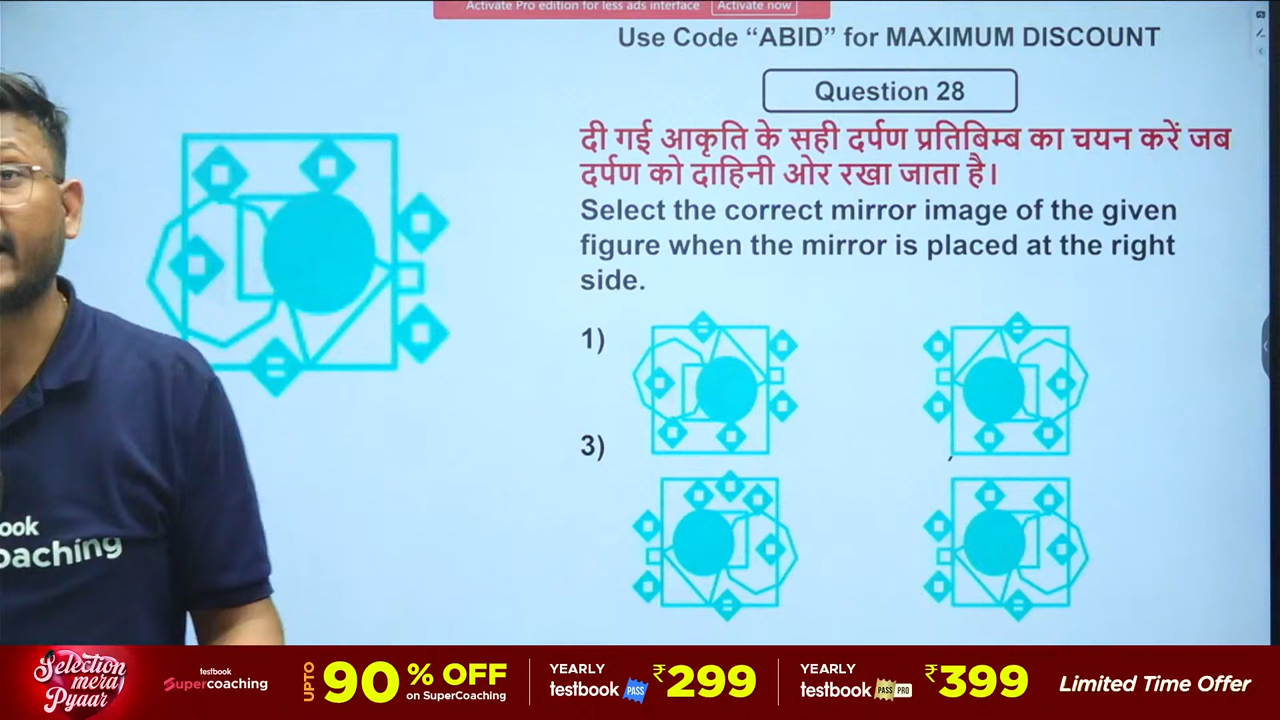 Activate Pro edition for less ads interface Activate now
Use Code “ABID” for MAXIMUM DISCOUNT
Question 28
दी गई आकृति के सही दर्पण प्रतिबिम्ब का चयन करें जब
दर्पण को दाहिनी ओर रखा जाता है।
Select the correct mirror image of the given
figure when the mirror is placed at the right
side.
1)
3)
ook
oaching
Selection
mera
Pyaar
testbook
Supercoaching
UPTO 90% OFF
on SuperCoaching
YEARLY
testbook PASS
₹299
YEARLY
testbook PASS PRO
₹399
Limited Time Offer